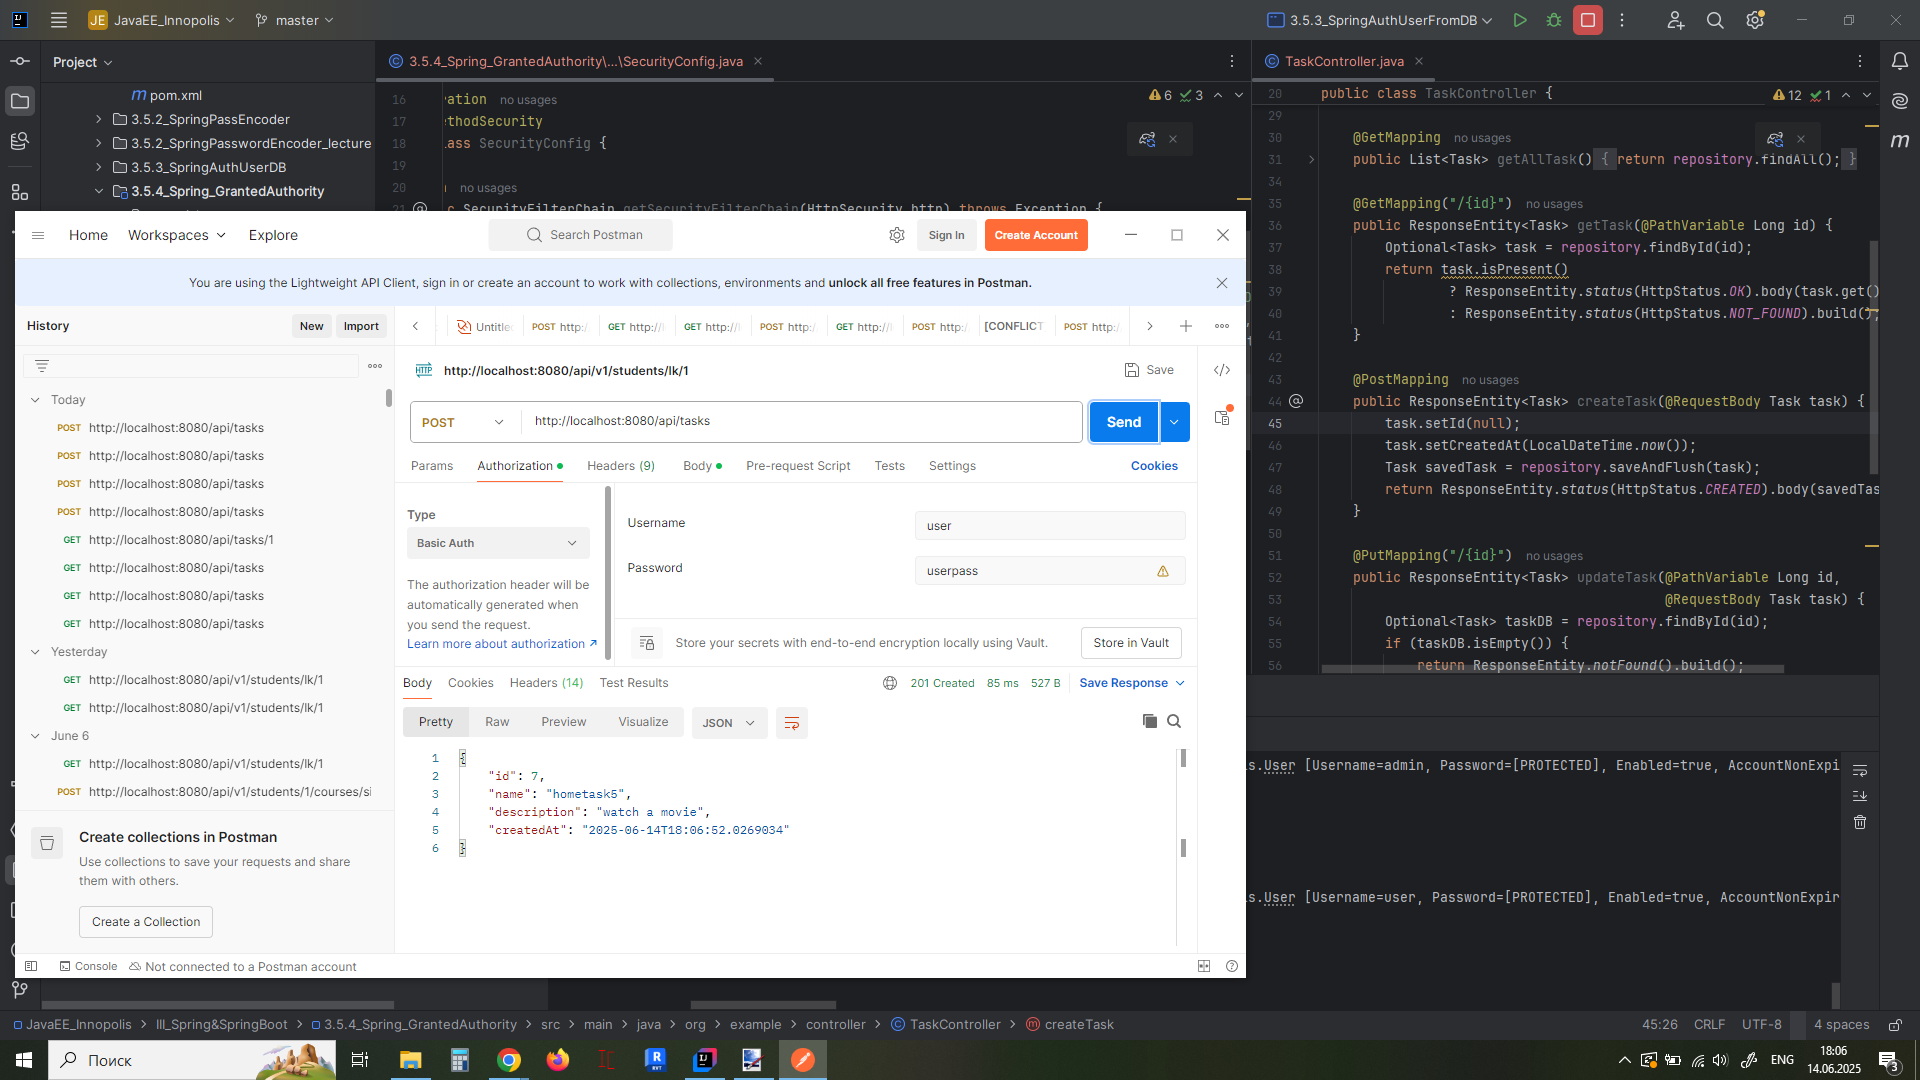 JE JavaEE_Innopolis
master
3.5.3_SpringAuthUserFromDB
Project
pom.xml
3.5.2_SpringPassEncoder
3.5.2_SpringPasswordEncoder_lecture
3.5.3_SpringAuthUserDB
3.5.4_Spring_GrantedAuthority
3.5.4_Spring_GrantedAuthority\...\SecurityConfig.java
6 3
16 ration no usages
17 thodSecurity
18 lass SecurityConfig {
19
20 no usages
21 c SecurityFilterChain getSecurityFilterChain(HttpSecurity http) throws Exception {
TaskController.java
12 1
20 public class TaskController {
29
30 @GetMapping no usages
31 public List<Task> getAllTask() { return repository.findAll(); }
34
35 @GetMapping("/{id}") no usages
36 public ResponseEntity<Task> getTask(@PathVariable Long id) {
37 Optional<Task> task = repository.findById(id);
38 return task.isPresent()
39 ? ResponseEntity.status(HttpStatus.OK).body(task.get()
40 : ResponseEntity.status(HttpStatus.NOT_FOUND).build();
41 }
42
43 @PostMapping no usages
44 public ResponseEntity<Task> createTask(@RequestBody Task task) {
45 task.setId(null);
46 task.setCreatedAt(LocalDateTime.now());
47 Task savedTask = repository.saveAndFlush(task);
48 return ResponseEntity.status(HttpStatus.CREATED).body(savedTas
49 }
50
51 @PutMapping("/{id}") no usages
52 public ResponseEntity<Task> updateTask(@PathVariable Long id,
53 @RequestBody Task task) {
54 Optional<Task> taskDB = repository.findById(id);
55 if (taskDB.isEmpty()) {
56 return ResponseEntity.notFound().build();
Home Workspaces Explore
Search Postman
Sign In
Create Account
You are using the Lightweight API Client, sign in or create an account to work with collections, environments and unlock all free features in Postman.
History
New Import
Today
POST http://localhost:8080/api/tasks
POST http://localhost:8080/api/tasks
POST http://localhost:8080/api/tasks
POST http://localhost:8080/api/tasks
GET http://localhost:8080/api/tasks/1
GET http://localhost:8080/api/tasks
GET http://localhost:8080/api/tasks
GET http://localhost:8080/api/tasks
Yesterday
GET http://localhost:8080/api/v1/students/lk/1
GET http://localhost:8080/api/v1/students/lk/1
June 6
GET http://localhost:8080/api/v1/students/lk/1
POST http://localhost:8080/api/v1/students/1/courses/si
Create collections in Postman
Use collections to save your requests and share
them with others.
Create a Collection
Untitle POST http:/ GET http://l GET http://l POST http:/ GET http://l POST http:/ [CONFLICT POST http:/
HTTP http://localhost:8080/api/v1/students/lk/1
Save
POST http://localhost:8080/api/tasks
Send
Params Authorization Headers (9) Body Pre-request Script Tests Settings Cookies
Type
Basic Auth
The authorization header will be
automatically generated when
you send the request.
Learn more about authorization ↗
Username user
Password userpass
Store your secrets with end-to-end encryption locally using Vault.
Store in Vault
Body Cookies Headers (14) Test Results
201 Created 85 ms 527 B Save Response
Pretty Raw Preview Visualize JSON
1 {
2 "id": 7,
3 "name": "hometask5",
4 "description": "watch a movie",
5 "createdAt": "2025-06-14T18:06:52.0269034"
6 }
Console Not connected to a Postman account
s.User [Username=admin, Password=[PROTECTED], Enabled=true, AccountNonExpi
s.User [Username=user, Password=[PROTECTED], Enabled=true, AccountNonExpir
JavaEE_Innopolis > III_Spring&SpringBoot > 3.5.4_Spring_GrantedAuthority > src > main > java > org > example > controller > TaskController > createTask
45:26 CRLF UTF-8 4 spaces
Поиск
ENG
18:06
14.06.2025
3